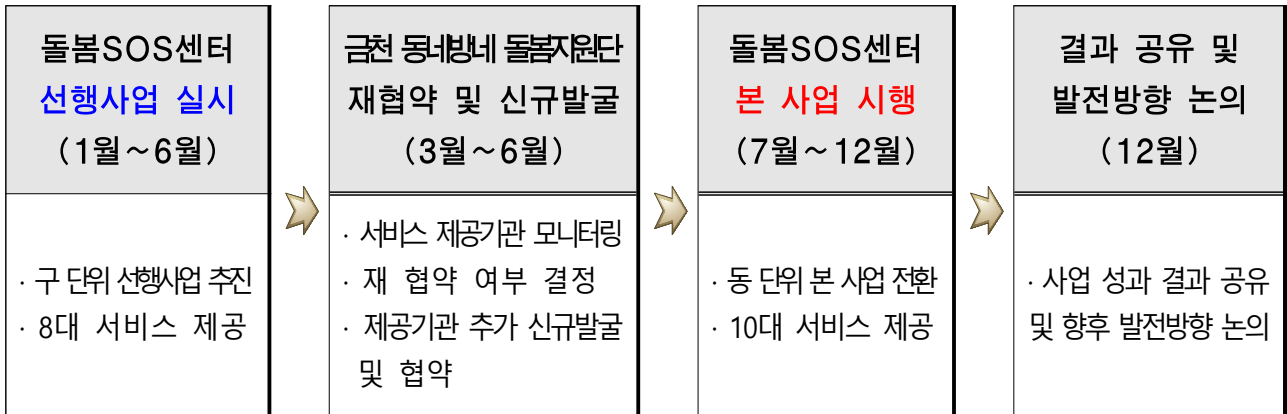 돌봄SOS센터
선행사업 실시
(1월~6월)
· 구 단위 선행사업 추진
· 8대 서비스 제공
금천 동네방네 돌봄지원단
재협약 및 신규발굴
(3월~6월)
· 서비스 제공기관 모니터링
· 재 협약 여부 결정
· 제공기관 추가 신규발굴
및 협약
돌봄SOS센터
본 사업 시행
(7월~12월)
· 동 단위 본 사업 전환
· 10대 서비스 제공
결과 공유 및
발전방향 논의
(12월)
· 사업 성과 결과 공유
및 향후 발전방향 논의